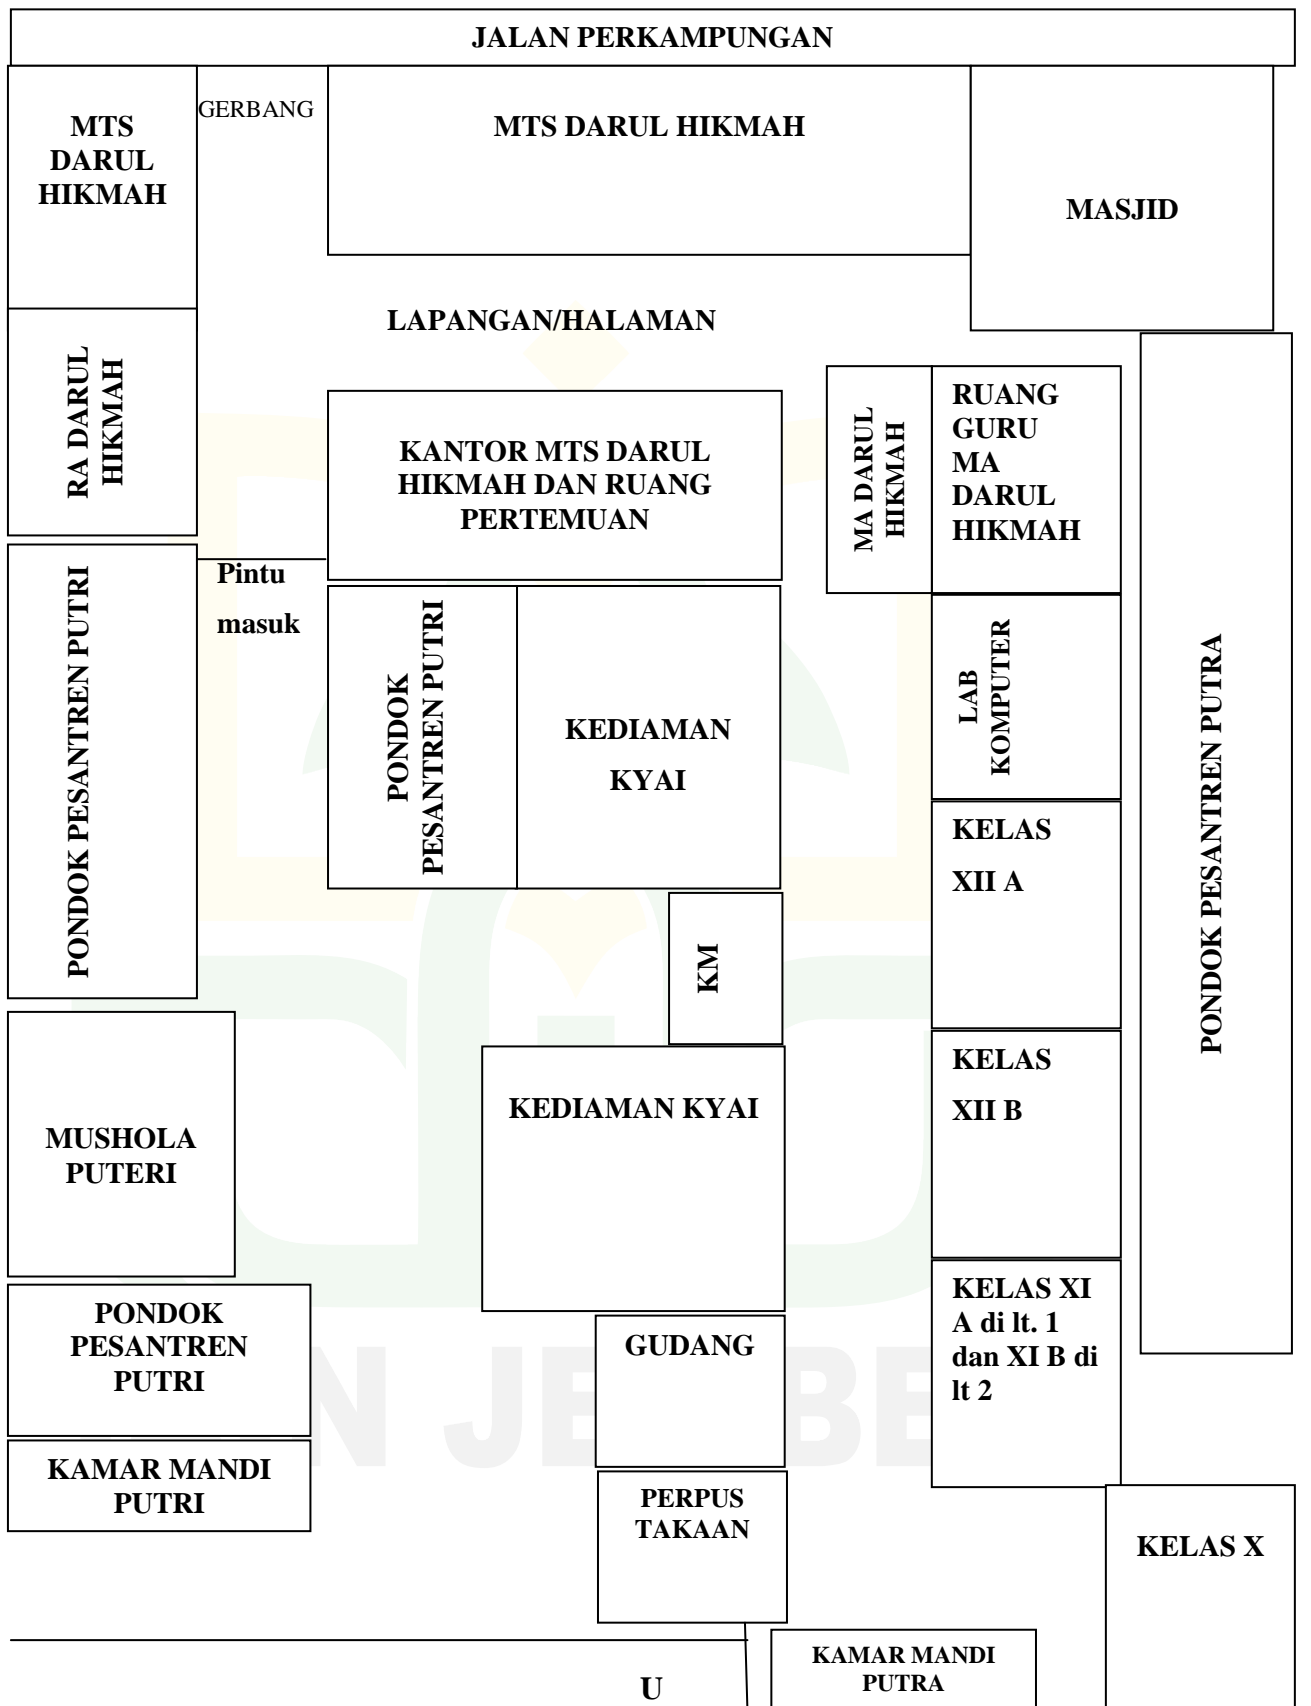 JALAN PERKAMPUNGAN
MTS
DARUL
HIKMAH
GERBANG
MTS DARUL HIKMAH
MASJID
LAPANGAN/HALAMAN
RA DARUL
HIKMAH
KANTOR MTS DARUL
HIKMAH DAN RUANG
PERTEMUAN
MA DARUL
HIKMAH
RUANG
GURU
MA
DARUL
HIKMAH
PONDOK PESANTREN PUTRA
PONDOK PESANTREN PUTRI
Pintu
masuk
PONDOK
PESANTREN PUTRI
KEDIAMAN
KYAI
LAB
KOMPUTER
KELAS
XII A
KM
KELAS
XII B
KEDIAMAN KYAI
MUSHOLA
PUTERI
PONDOK
PESANTREN
PUTRI
GUDANG
KELAS XI
A di lt. 1
dan XI B di
lt 2
KAMAR MANDI
PUTRI
PERPUS
TAKAAN
KELAS X
KAMAR MANDI
PUTRA
U